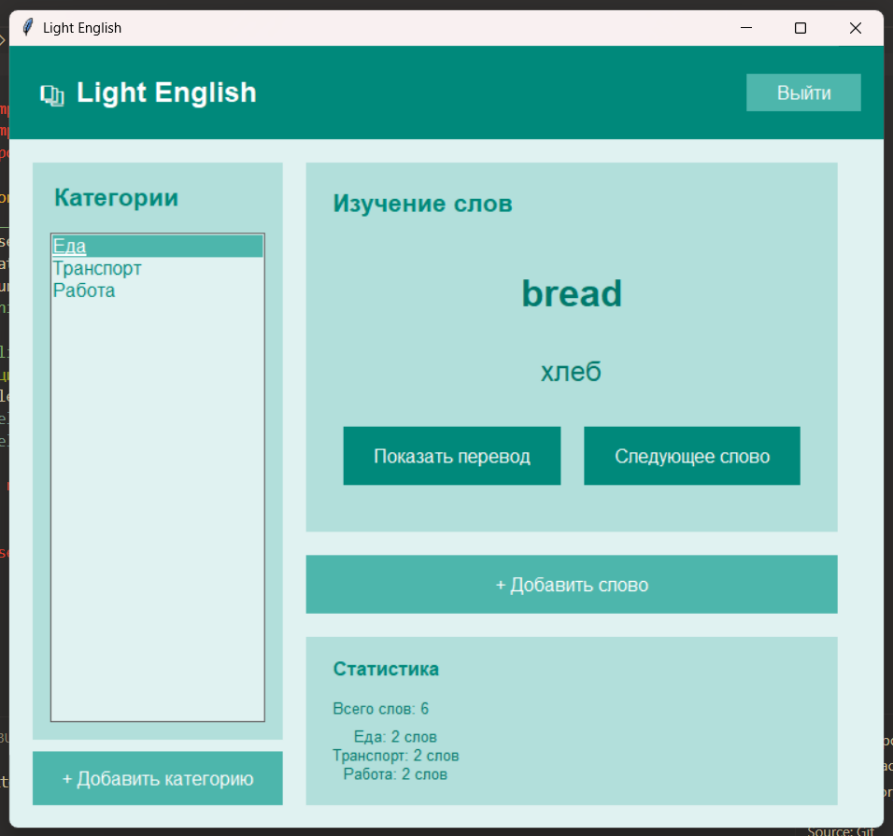 Light English
Light English
Выйти
Категории
Еда
Транспорт
Работа
+ Добавить категорию
Изучение слов
bread
хлеб
Показать перевод
Следующее слово
+ Добавить слово
Статистика
Всего слов: 6
Еда: 2 слов
Транспорт: 2 слов
Работа: 2 слов